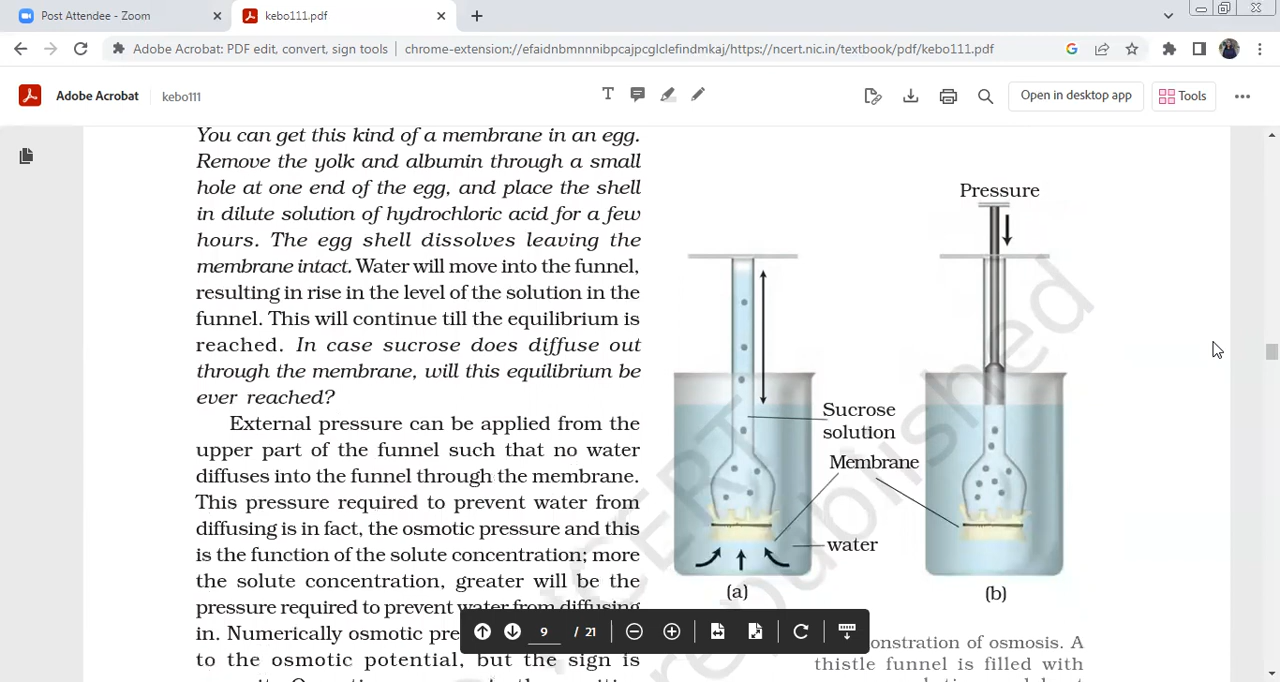 Post Attendee - Zoom
kebo111.pdf
Adobe Acrobat: PDF edit, convert, sign tools | chrome-extension://efaidnbmnnnibpcajpcglclefindmkaj/https://ncert.nic.in/textbook/pdf/kebo111.pdf
Adobe Acrobat
kebo111
Open in desktop app
Tools
You can get this kind of a membrane in an egg.
Remove the yolk and albumin through a small
hole at one end of the egg, and place the shell
in dilute solution of hydrochloric acid for a few
hours. The egg shell dissolves leaving the
membrane intact. Water will move into the funnel,
resulting in rise in the level of the solution in the
funnel. This will continue till the equilibrium is
reached. In case sucrose does diffuse out
through the membrane, will this equilibrium be
ever reached?
External pressure can be applied from the
upper part of the funnel such that no water
diffuses into the funnel through the membrane.
This pressure required to prevent water from
diffusing is in fact, the osmotic pressure and this
is the function of the solute concentration; more
the solute concentration, greater will be the
pressure required to prevent water from diffusing
in. Numerically osmotic
to the osmotic potential, but the sign is
Pressure
Sucrose
solution
Membrane
water
(a)
(b)
of osmosis. A
thistle funnel is filled with
9 / 21
NCERT
republished